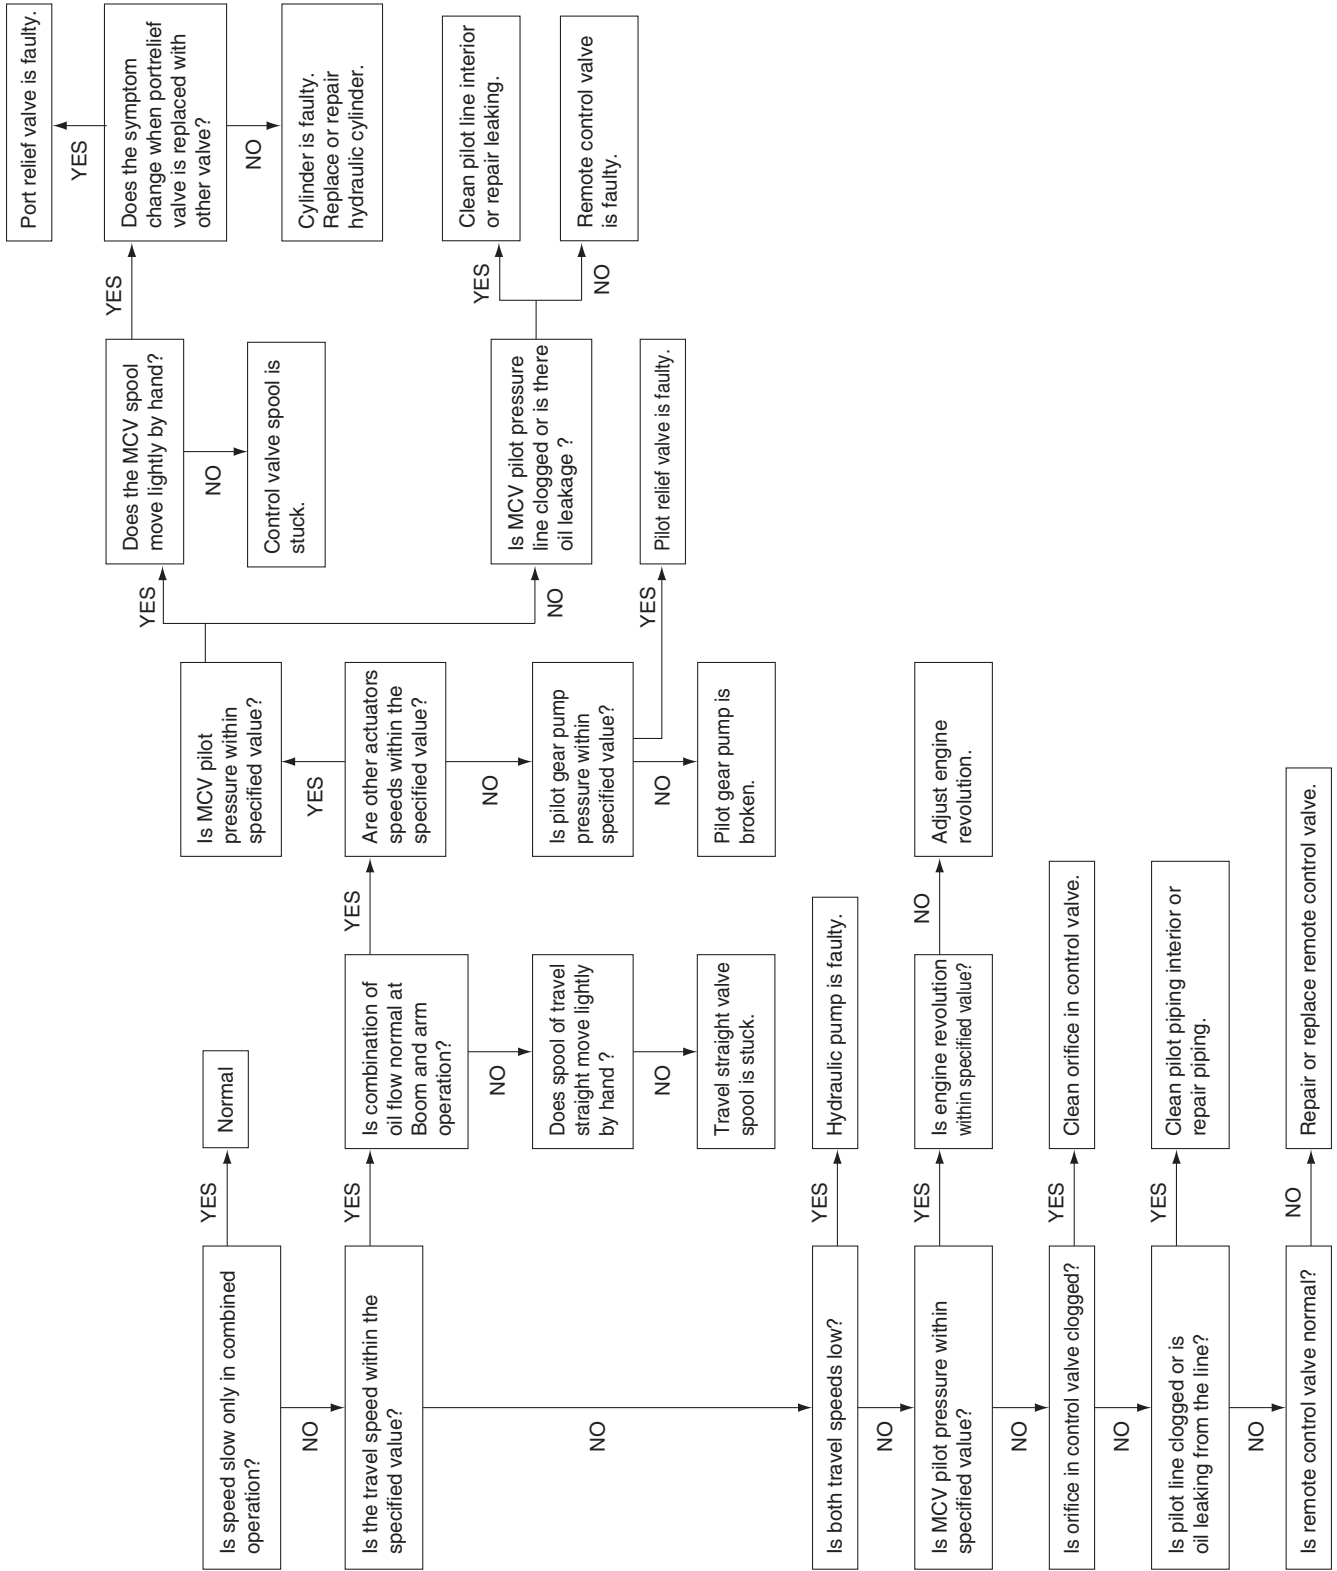 Is speed slow only in combined
operation?
YES
Normal
NO
Is the travel speed within the
specified value?
YES
Is combination of
oil flow normal at
Boom and arm
operation?
YES
Are other actuators
speeds within the
specified value?
YES
Is MCV pilot
pressure within
specified value?
YES
Does the MCV spool
move lightly by hand?
YES
Does the symptom
change when portrelief
valve is replaced with
other valve?
YES
Port relief valve is faulty.
NO
Cylinder is faulty.
Replace or repair
hydraulic cylinder.
NO
Control valve spool is
stuck.
NO
Is MCV pilot pressure
line clogged or is there
oil leakage ?
YES
Clean pilot line interior
or repair leaking.
NO
Remote control valve
is faulty.
NO
Is pilot gear pump
pressure within
specified value?
YES
Pilot relief valve is faulty.
NO
Pilot gear pump is
broken.
NO
Does spool of travel
straight move lightly
by hand ?
NO
Travel straight valve
spool is stuck.
NO
Is both travel speeds low?
YES
Hydraulic pump is faulty.
NO
Is MCV pilot pressure within
specified value?
YES
Is engine revolution
within specified value?
NO
Adjust engine
revolution.
NO
Is orifice in control valve clogged?
YES
Clean orifice in control valve.
NO
Is pilot line clogged or is
oil leaking from the line?
YES
Clean pilot piping interior or
repair piping.
NO
Is remote control valve normal?
NO
Repair or replace remote control valve.